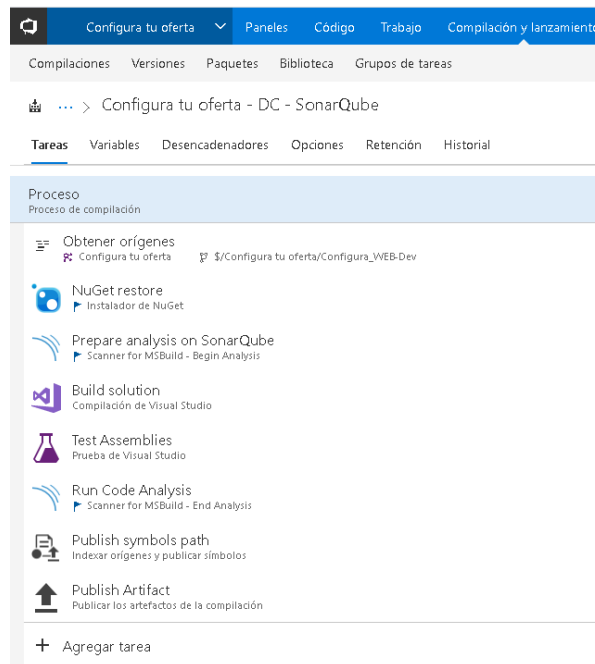 Configura tu oferta Paneles Código Trabajo Compilación y lanzamiento
Compilaciones Versiones Paquetes Biblioteca Grupos de tareas
... > Configura tu oferta - DC - SonarQube
Tareas Variables Desencadenadores Opciones Retención Historial
Proceso
Proceso de compilación
Obtener orígenes
Configura tu oferta $/Configura tu oferta/Configura_WEB-Dev
NuGet restore
Instalador de NuGet
Prepare analysis on SonarQube
Scanner for MSBuild - Begin Analysis
Build solution
Compilación de Visual Studio
Test Assemblies
Prueba de Visual Studio
Run Code Analysis
Scanner for MSBuild - End Analysis
Publish symbols path
Indexar orígenes y publicar símbolos
Publish Artifact
Publicar los artefactos de la compilación
+ Agregar tarea